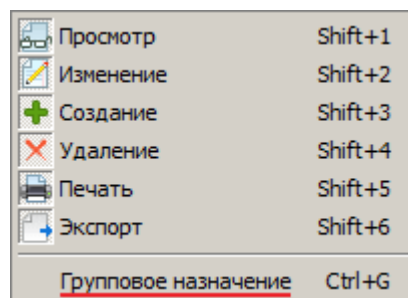 Просмотр Shift+1
Изменение Shift+2
Создание Shift+3
Удаление Shift+4
Печать Shift+5
Экспорт Shift+6
Групповое назначение Ctrl+G